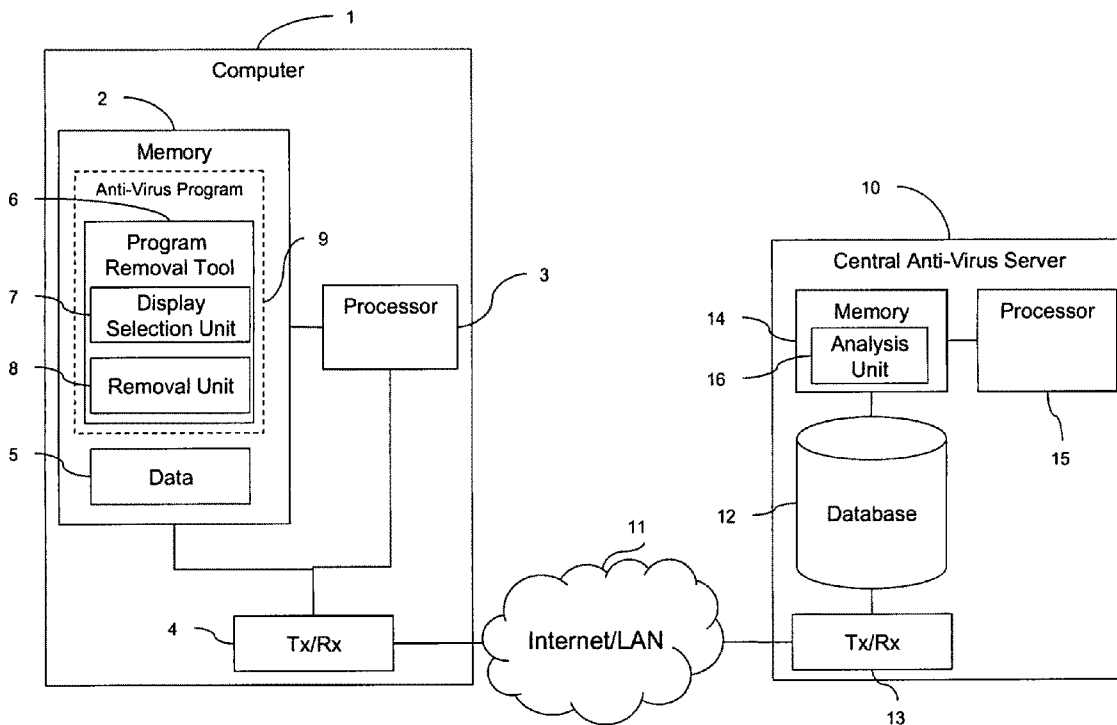 1
Computer
2
Memory
Anti-Virus Program
6
Program
Removal Tool
9
7
Display
Selection Unit
3
Processor
8
Removal Unit
5
Data
4
Tx/Rx
11
Internet/LAN
10
Central Anti-Virus Server
14
Memory
Processor
16
Analysis
Unit
15
12
Database
Tx/Rx
13